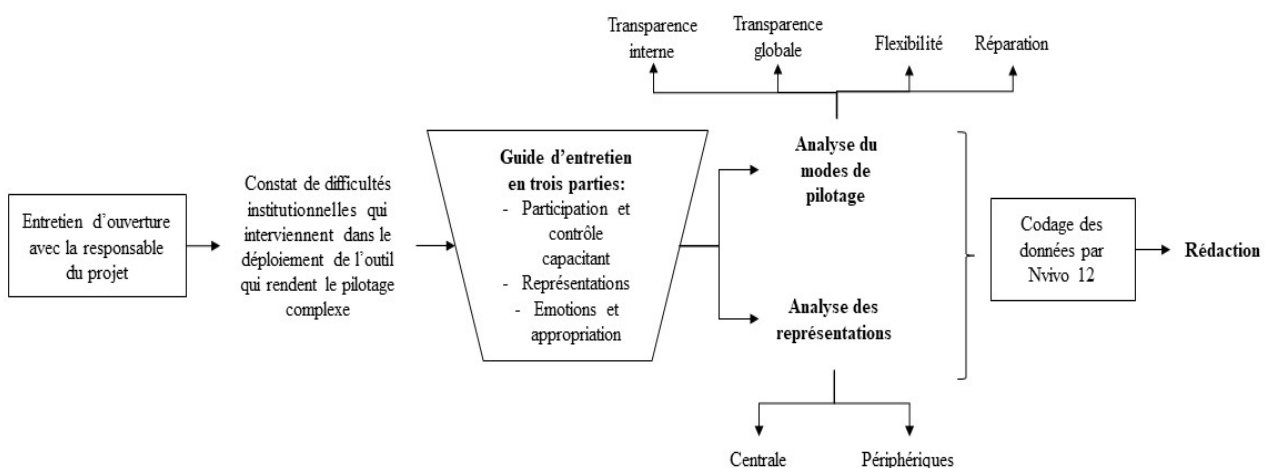 Transparence
interne
Transparence
globale
Flexibilité
Réparation
Entretien d'ouverture
avec la responsable
du projet
Constat de difficultés
institutionnelles qui
interviennent dans le
déploiement de l'outil
qui rendent le pilotage
complexe
Guide d'entretien
en trois parties:
- Participation et
contrôle
capacitant
- Représentations
- Emotions et
appropriation
Analyse du
modes de
pilotage
Analyse des
représentations
Codage des
données par
Nvivo 12
Rédaction
Centrale
Périphériques